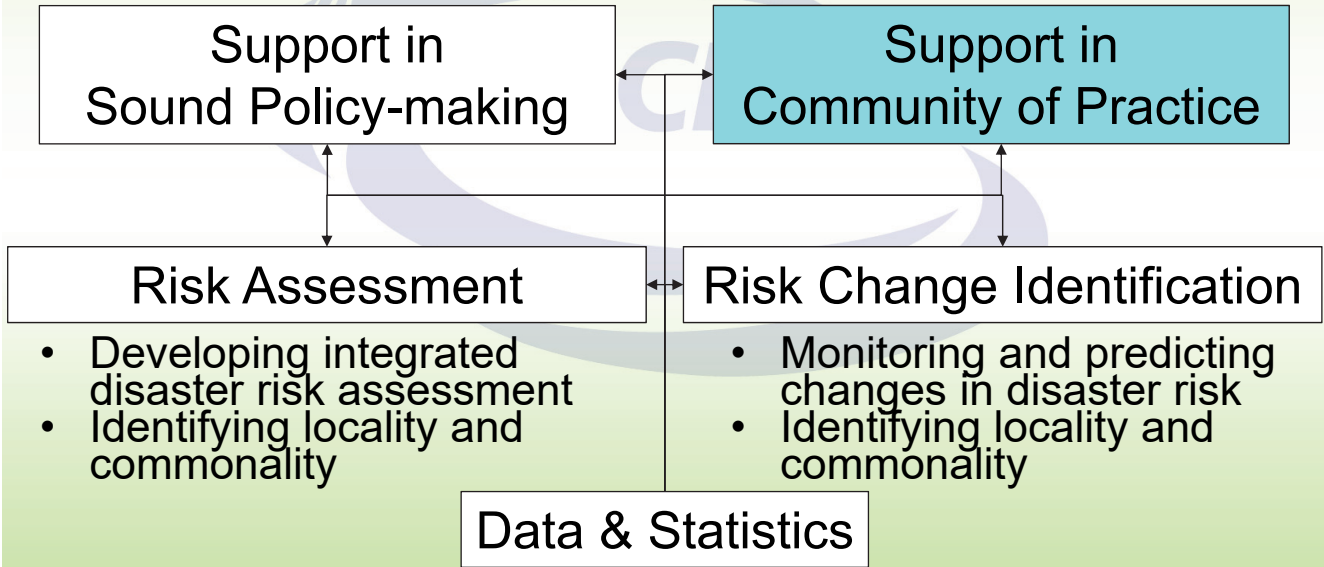 Support in
Sound Policy-making
Support in
Community of Practice
Risk Assessment
Risk Change Identification
• Developing integrated
disaster risk assessment
• Identifying locality and
commonality
• Monitoring and predicting
changes in disaster risk
• Identifying locality and
commonality
Data & Statistics